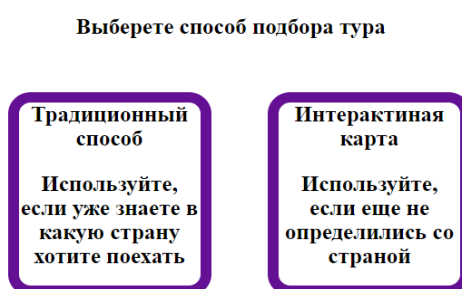 Выберете способ подбора тура
Традиционный
способ
Используйте,
если уже знаете в
какую страну
хотите поехать
Интерактиная
карта
Используйте,
если еще не
определились со
страной